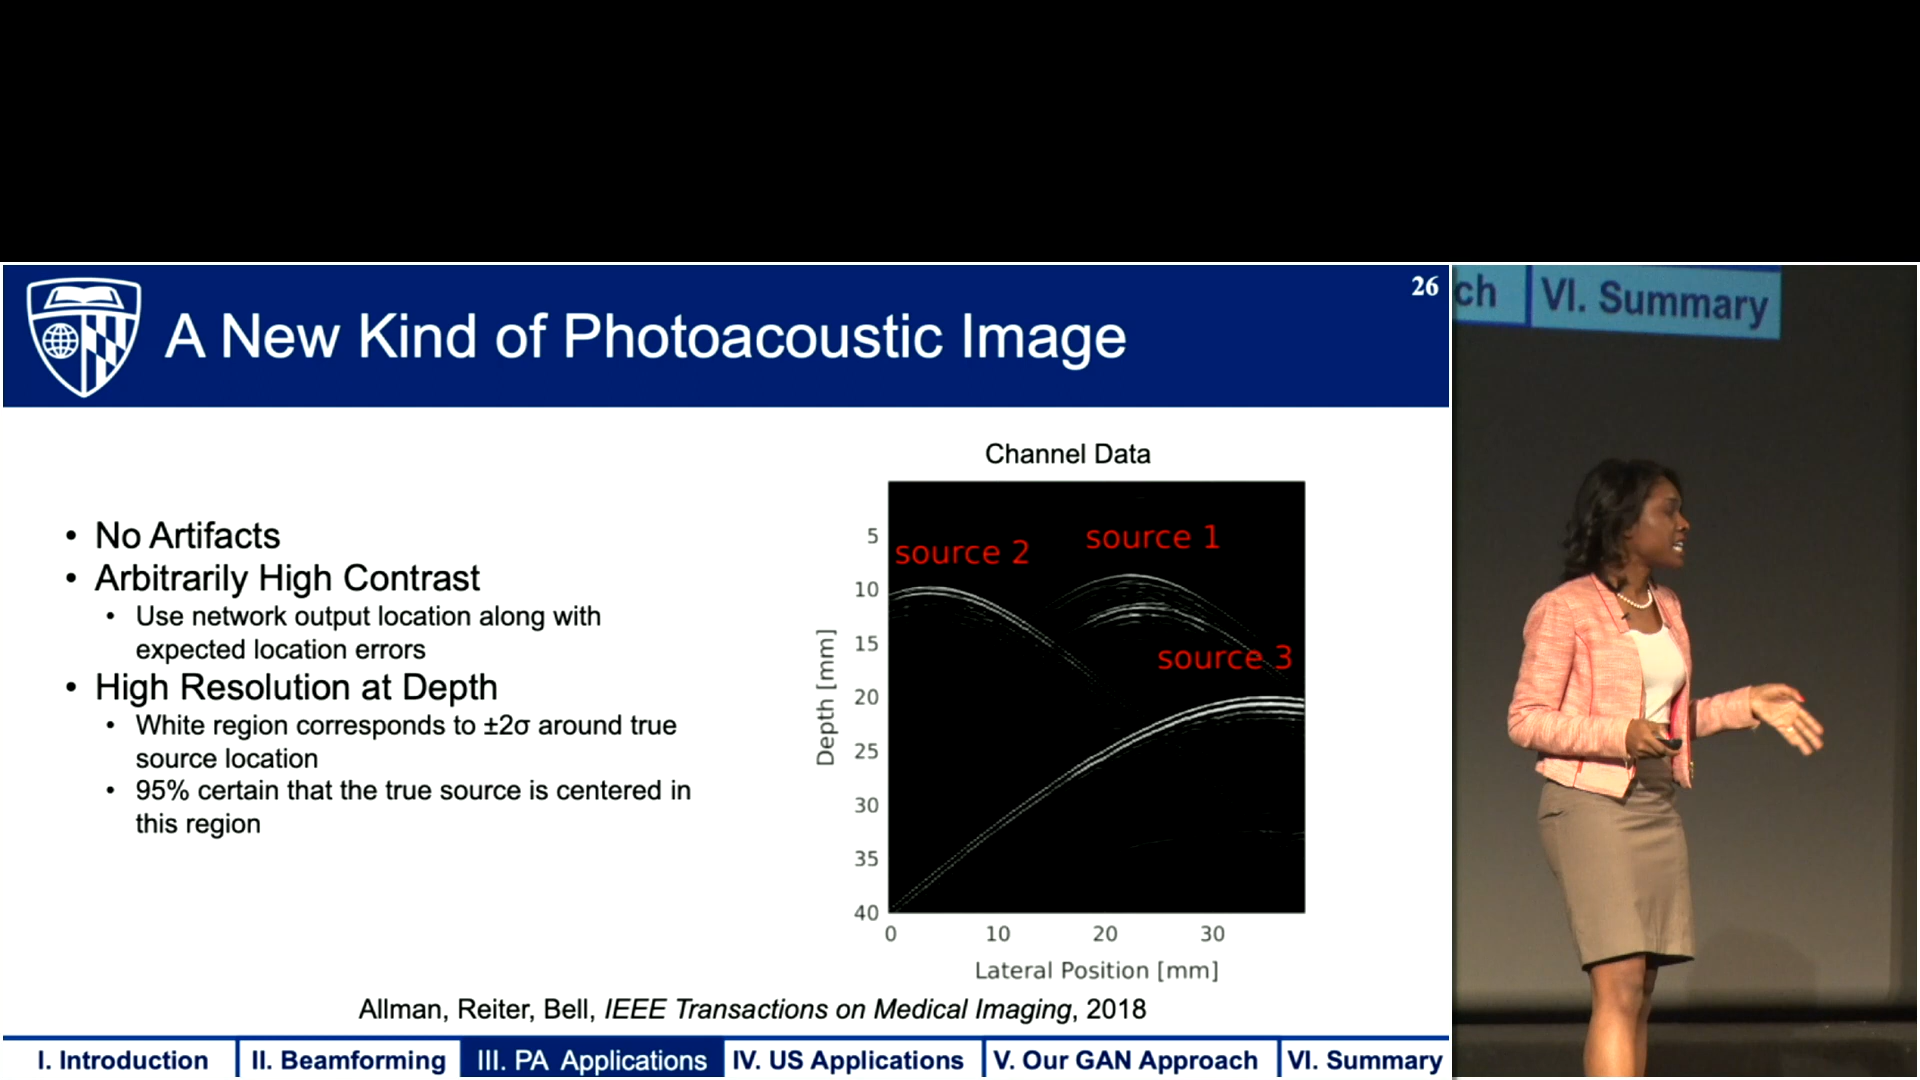 26
A New Kind of Photoacoustic Image
• No Artifacts
• Arbitrarily High Contrast
• Use network output location along with
expected location errors
• High Resolution at Depth
• White region corresponds to ±2σ around true
source location
• 95% certain that the true source is centered in
this region
Channel Data
source 1
source 2
source 3
Depth [mm]
5
10
15
20
25
30
35
40
0 10 20 30
Lateral Position [mm]
Allman, Reiter, Bell, IEEE Transactions on Medical Imaging, 2018
I. Introduction II. Beamforming III. PA Applications IV. US Applications V. Our GAN Approach VI. Summary
ch VI. Summary